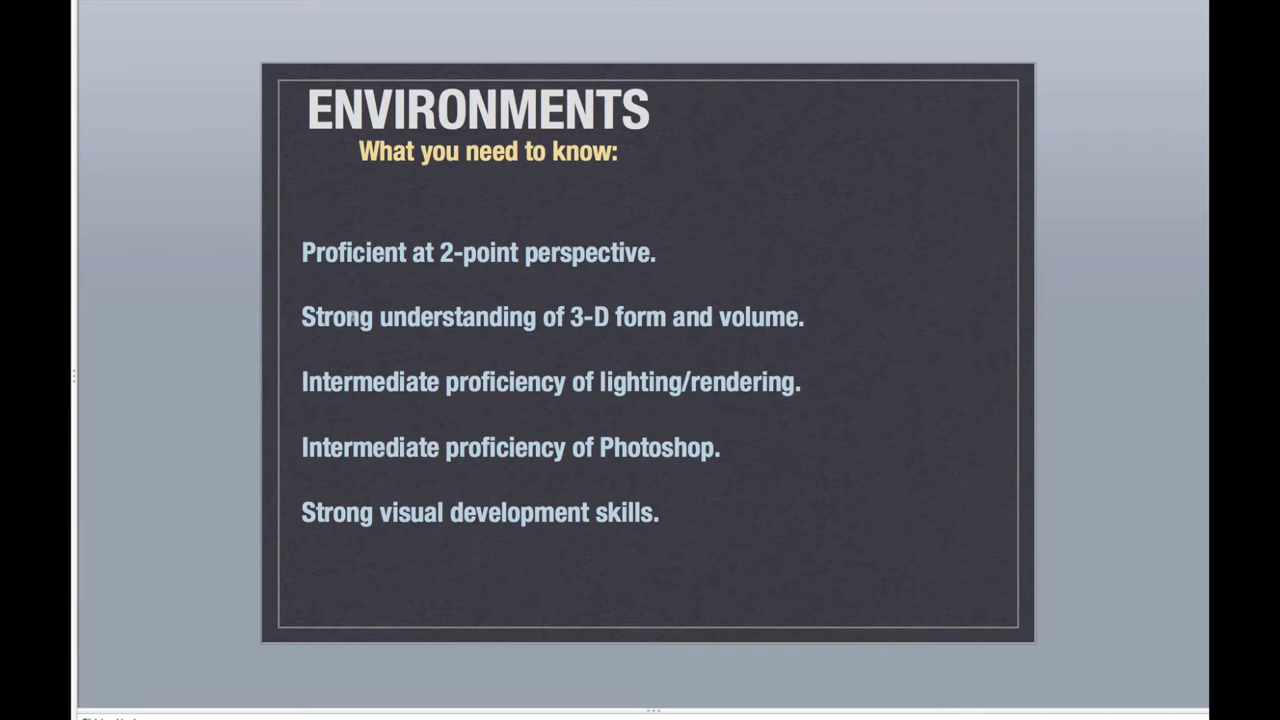 ENVIRONMENTS
What you need to know:
Proficient at 2-point perspective.
Strong understanding of 3-D form and volume.
Intermediate proficiency of lighting/rendering.
Intermediate proficiency of Photoshop.
Strong visual development skills.